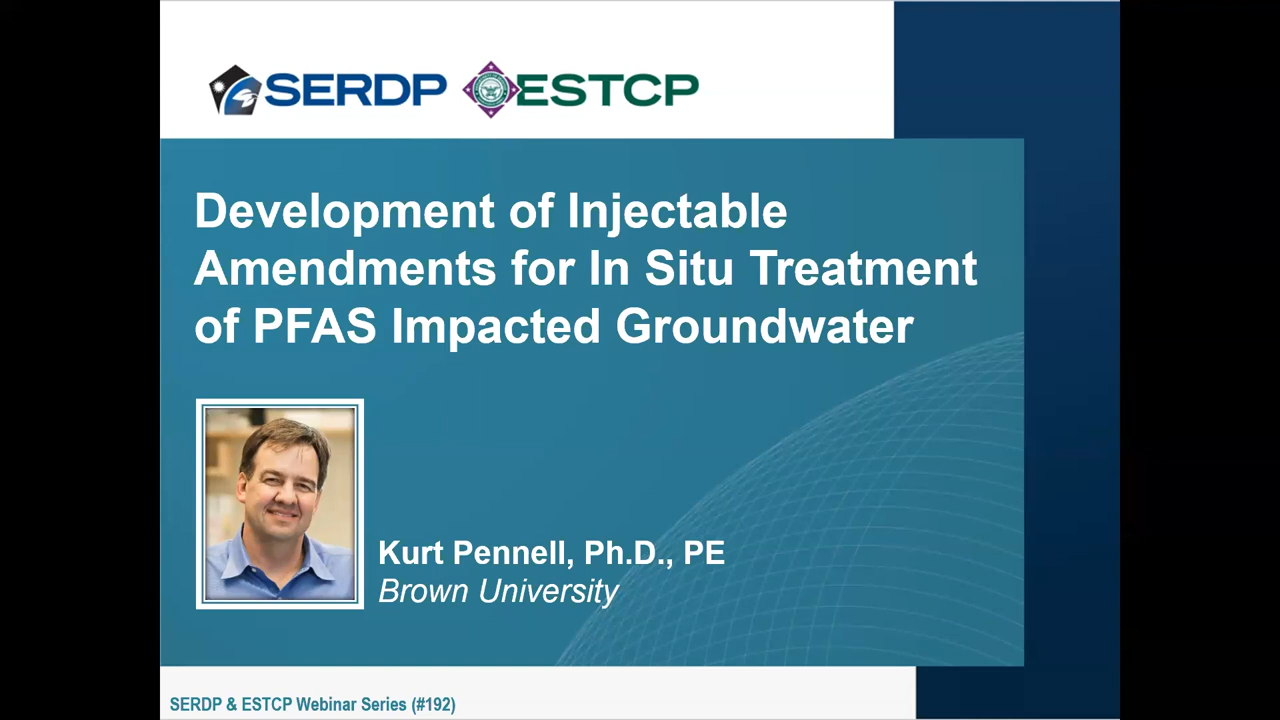 SERDP ESTCP
Development of Injectable
Amendments for In Situ Treatment
of PFAS Impacted Groundwater
Kurt Pennell, Ph.D., PE
Brown University
SERDP & ESTCP Webinar Series (#192)